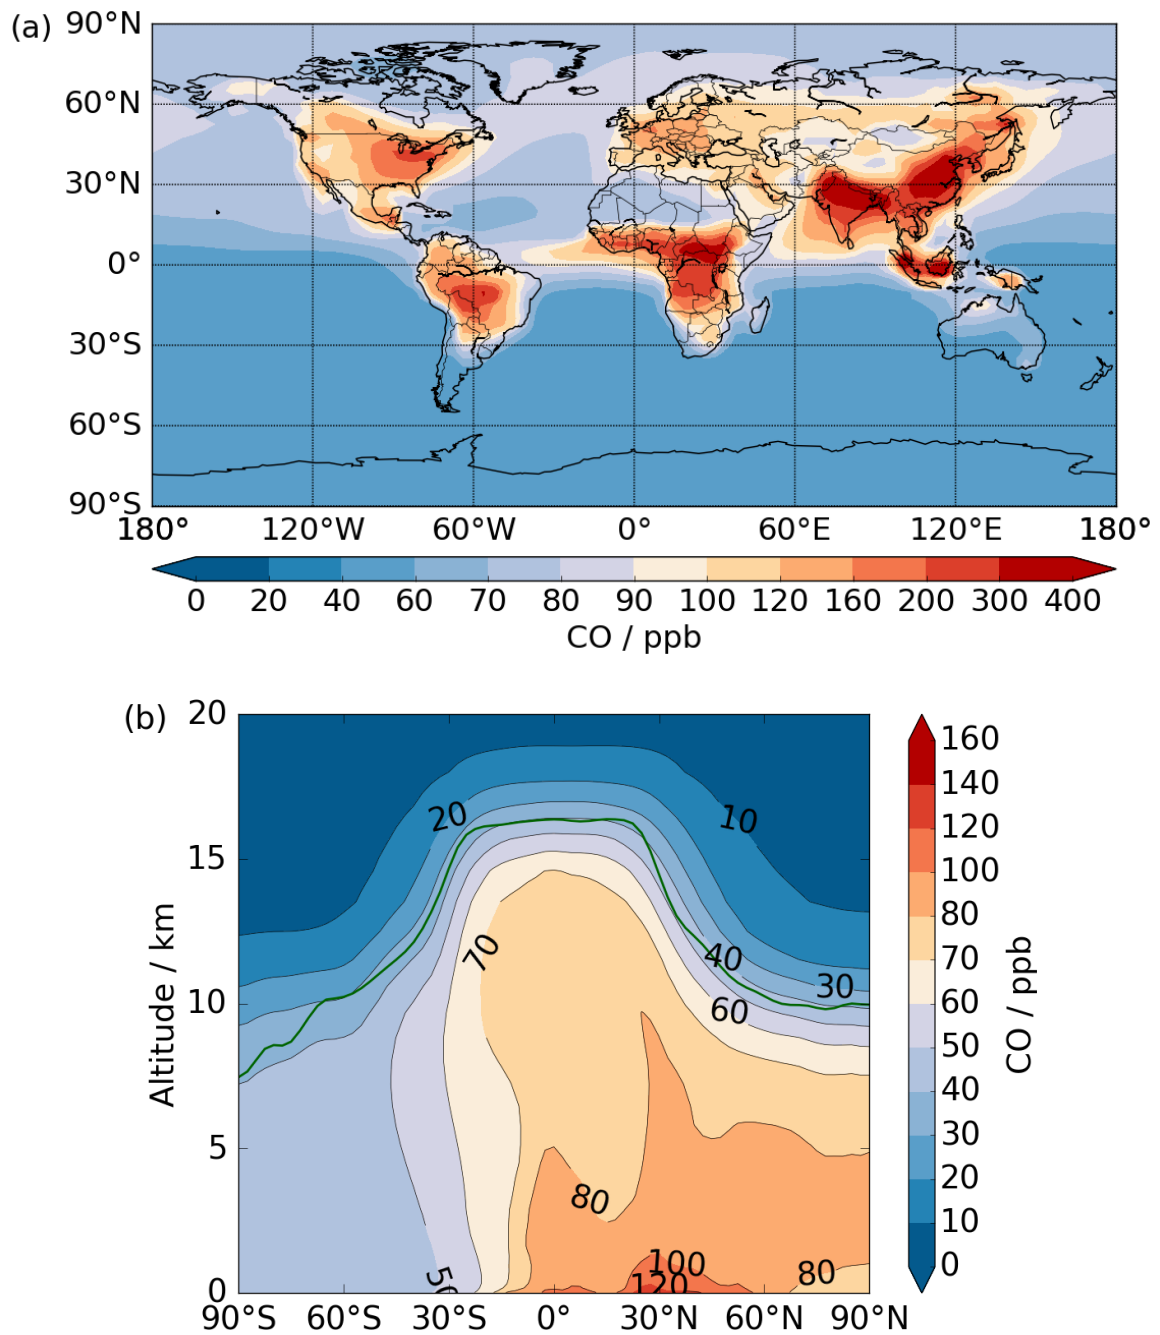 (a)
90°N
60°N
30°N
0°
30°S
60°S
90°S
180° 120°W 60°W 0° 60°E 120°E 180°
0 20 40 60 70 80 90 100 120 160 200 300 400
CO / ppb
(b)
20
15
10
5
0
Altitude / km
20 10
70 40 30
60
80
100
50 120 80
90°S 60°S 30°S 0° 30°N 60°N 90°N
160
140
120
100
80
70
60
50
40
30
20
10
0
CO / ppb